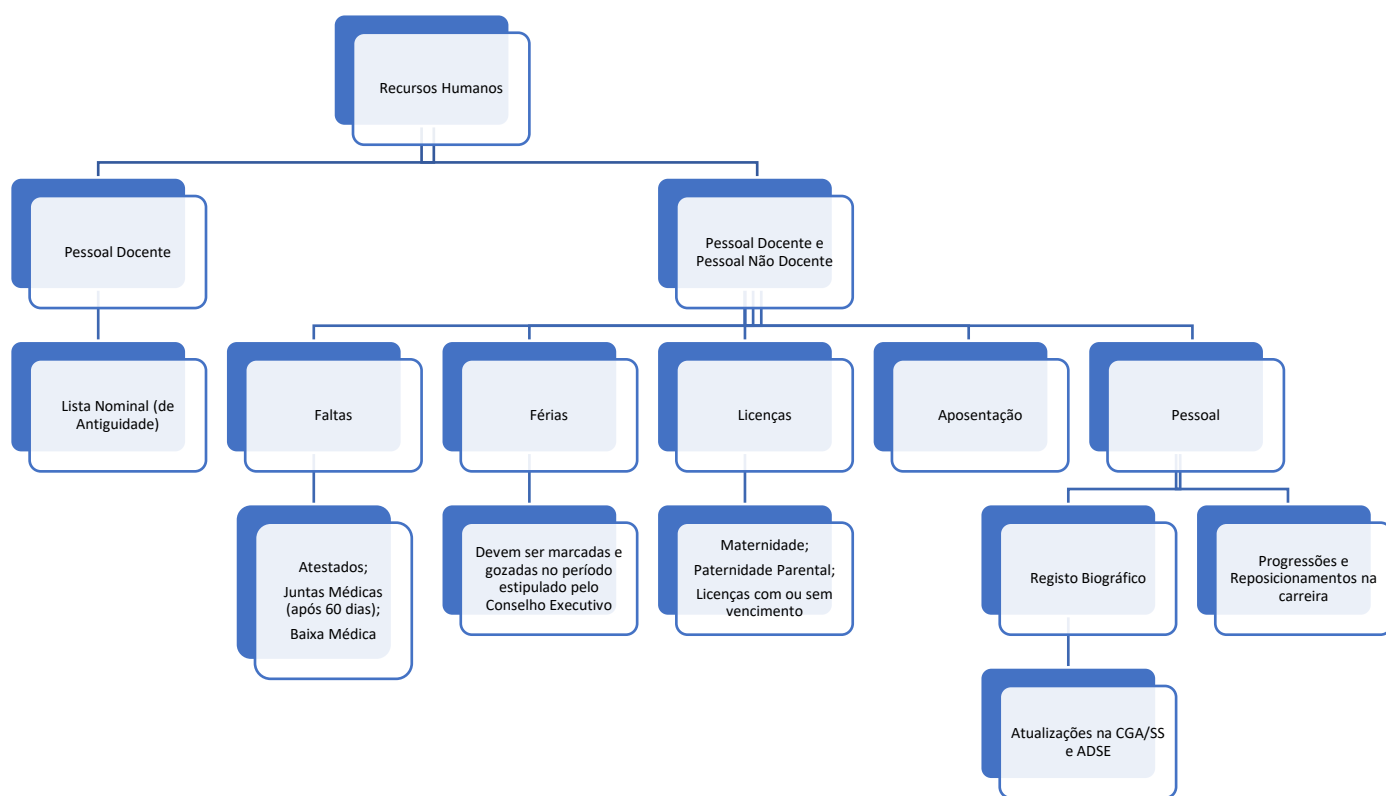 Recursos Humanos
Pessoal Docente
Pessoal Docente e
Pessoal Não Docente
Lista Nominal (de
Antiguidade)
Faltas
Férias
Licenças
Aposentação
Pessoal
Atestados;
Juntas Médicas
(após 60 dias);
Baixa Médica
Devem ser marcadas e
gozadas no período
estipulado pelo
Conselho Executivo
Maternidade;
Paternidade Parental;
Licenças com ou sem
vencimento
Registo Biográfico
Progressões e
Reposicionamentos na
carreira
Atualizações na CGA/SS
e ADSE